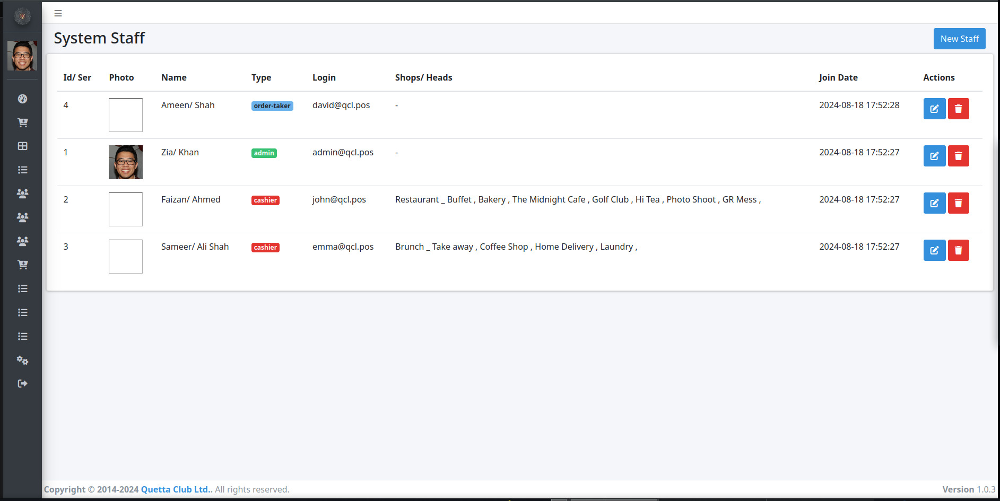 System Staff
New Staff
Id/ Ser Photo Name Type Login Shops/ Heads Join Date Actions
4 Ameen/ Shah order-taker david@qcl.pos - 2024-08-18 17:52:28
1 Zia/ Khan admin admin@qcl.pos - 2024-08-18 17:52:27
2 Faizan/ Ahmed cashier john@qcl.pos Restaurant _ Buffet , Bakery , The Midnight Cafe , Golf Club , Hi Tea , Photo Shoot , GR Mess , 2024-08-18 17:52:27
3 Sameer/ Ali Shah cashier emma@qcl.pos Brunch _ Take away , Coffee Shop , Home Delivery , Laundry , 2024-08-18 17:52:27
Copyright © 2014-2024 Quetta Club Ltd.. All rights reserved. Version 1.0.3